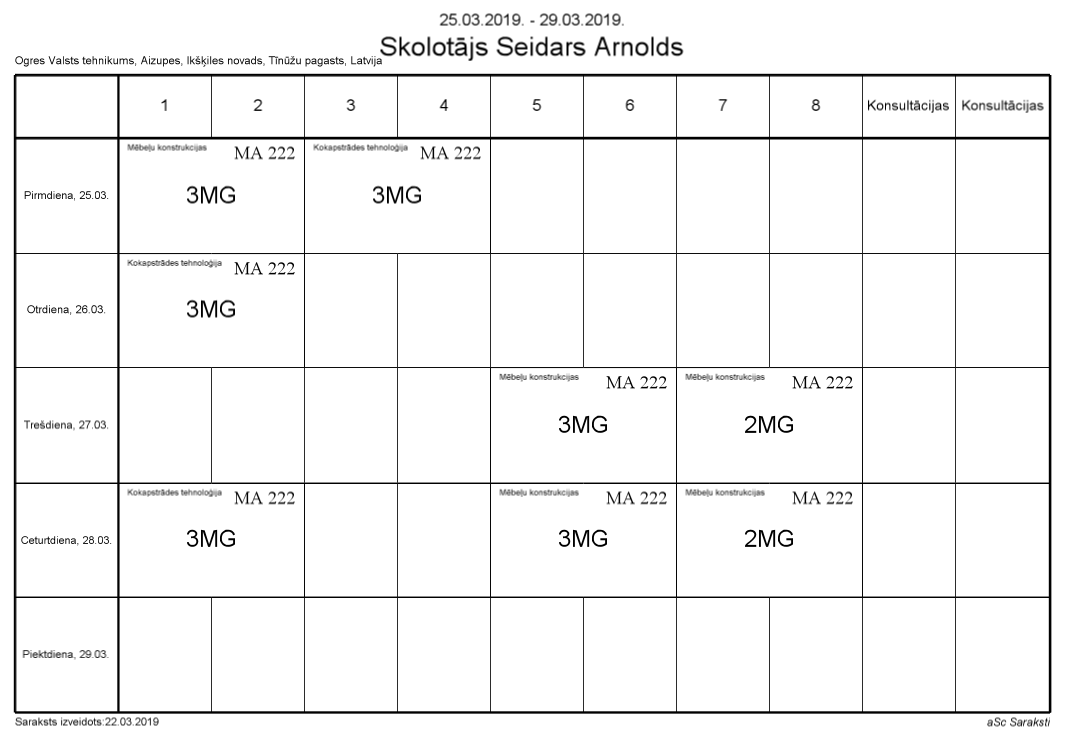 25.03.2019. - 29.03.2019.
Skolotājs Seidars Arnolds
Ogres Valsts tehnikums, Aizupes, Ikšķiles novads, Tīnūžu pagasts, Latvija
1 2 3 4 5 6 7 8 Konsultācijas Konsultācijas
Mēbeļu konstrukcijas MA 222 Kokapstrādes tehnoloģija MA 222
Pirmdiena, 25.03. 3MG 3MG
Kokapstrādes tehnoloģija MA 222
Otrdiena, 26.03. 3MG
Mēbeļu konstrukcijas MA 222 Mēbeļu konstrukcijas MA 222
Trešdiena, 27.03. 3MG 2MG
Kokapstrādes tehnoloģija MA 222 Mēbeļu konstrukcijas MA 222 Mēbeļu konstrukcijas MA 222
Ceturtdiena, 28.03. 3MG 3MG 2MG
Piektdiena, 29.03.
Saraksts izveidots:22.03.2019 aSc Saraksti